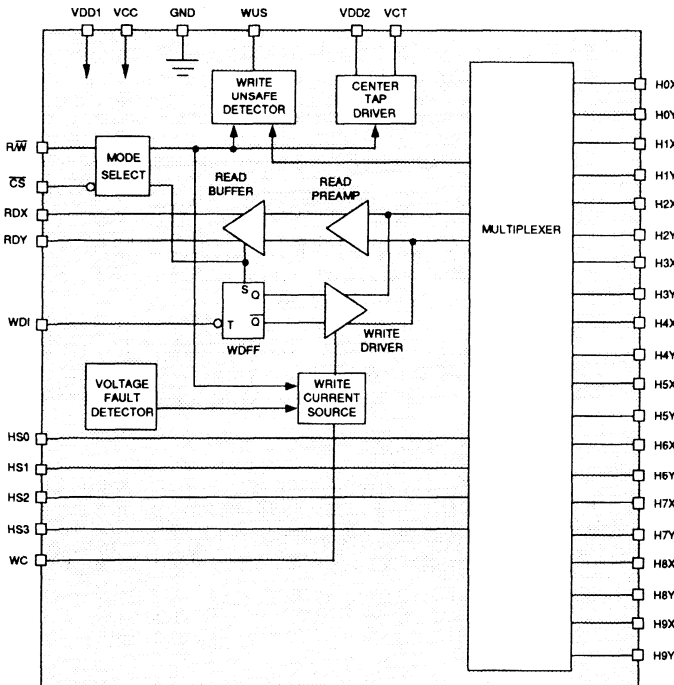 VDD1 VCC GND WUS VDD2 VCT
WRITE
UNSAFE
DETECTOR
CENTER
TAP
DRIVER
R/W̅
C̅S̅
RDX
RDY
WDI
HS0
HS1
HS2
HS3
WC
MODE
SELECT
READ
BUFFER
READ
PREAMP
MULTIPLEXER
S Q
T Q̅
WDFF
WRITE
DRIVER
VOLTAGE
FAULT
DETECTOR
WRITE
CURRENT
SOURCE
H0X
H0Y
H1X
H1Y
H2X
H2Y
H3X
H3Y
H4X
H4Y
H5X
H5Y
H6X
H6Y
H7X
H7Y
H8X
H8Y
H9X
H9Y